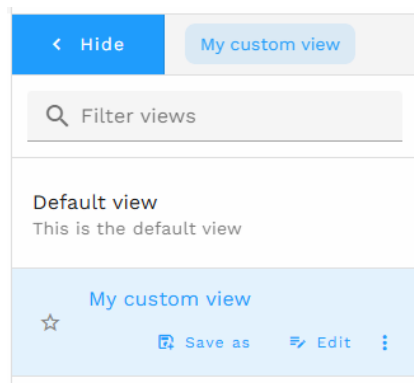 Hide
My custom view
Filter views
Default view
This is the default view
My custom view
Save as
Edit